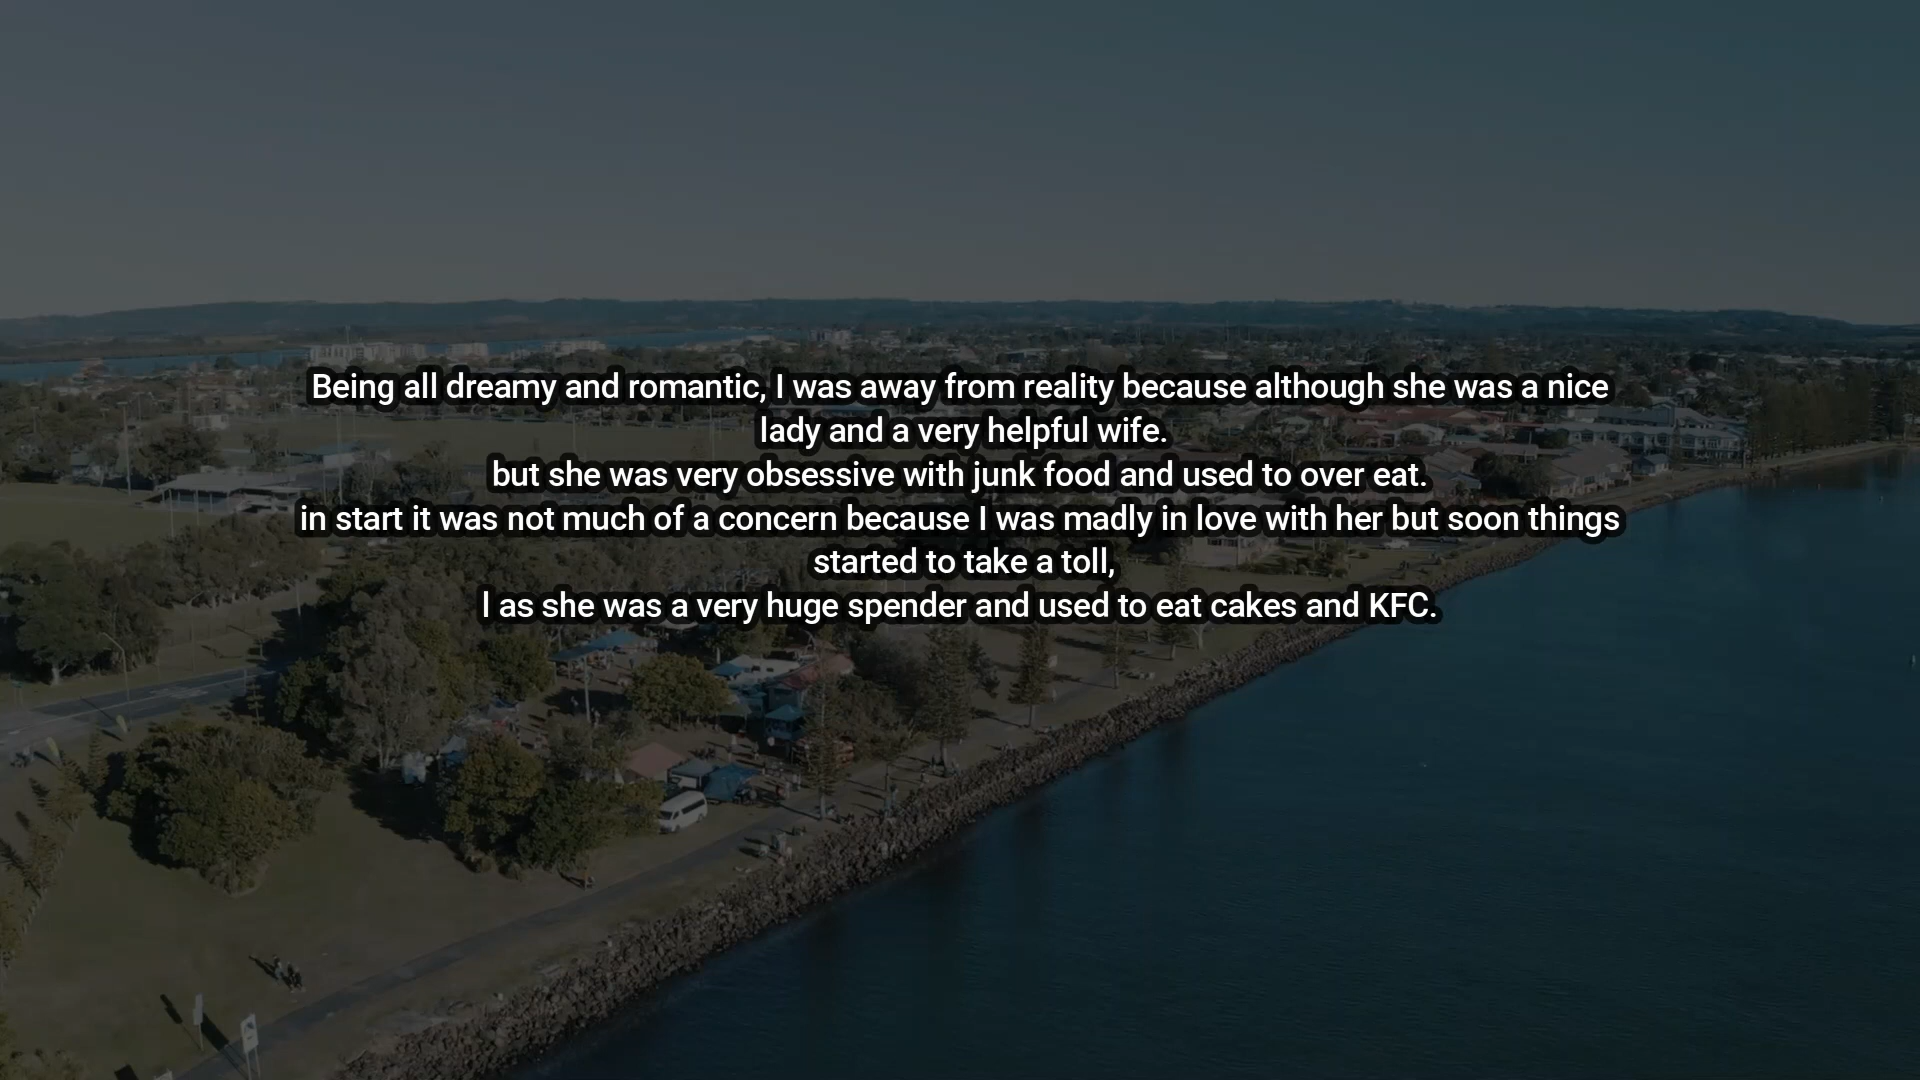 Being all dreamy and romantic, I was away from reality because although she was a nice
lady and a very helpful wife.
but she was very obsessive with junk food and used to over eat.
in start it was not much of a concern because I was madly in love with her but soon things
started to take a toll,
l as she was a very huge spender and used to eat cakes and KFC.